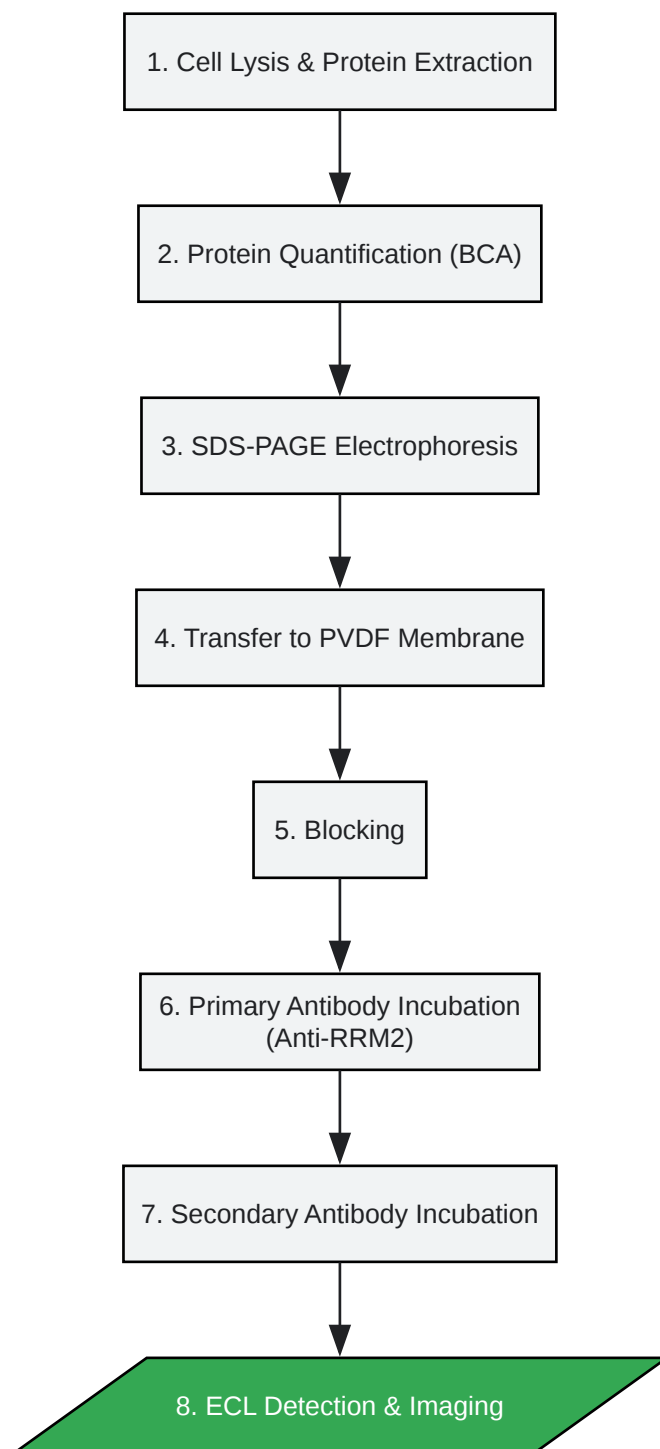 1. Cell Lysis & Protein Extraction
2. Protein Quantification (BCA)
3. SDS-PAGE Electrophoresis
4. Transfer to PVDF Membrane
5. Blocking
6. Primary Antibody Incubation
(Anti-RRM2)
7. Secondary Antibody Incubation
8. ECL Detection & Imaging